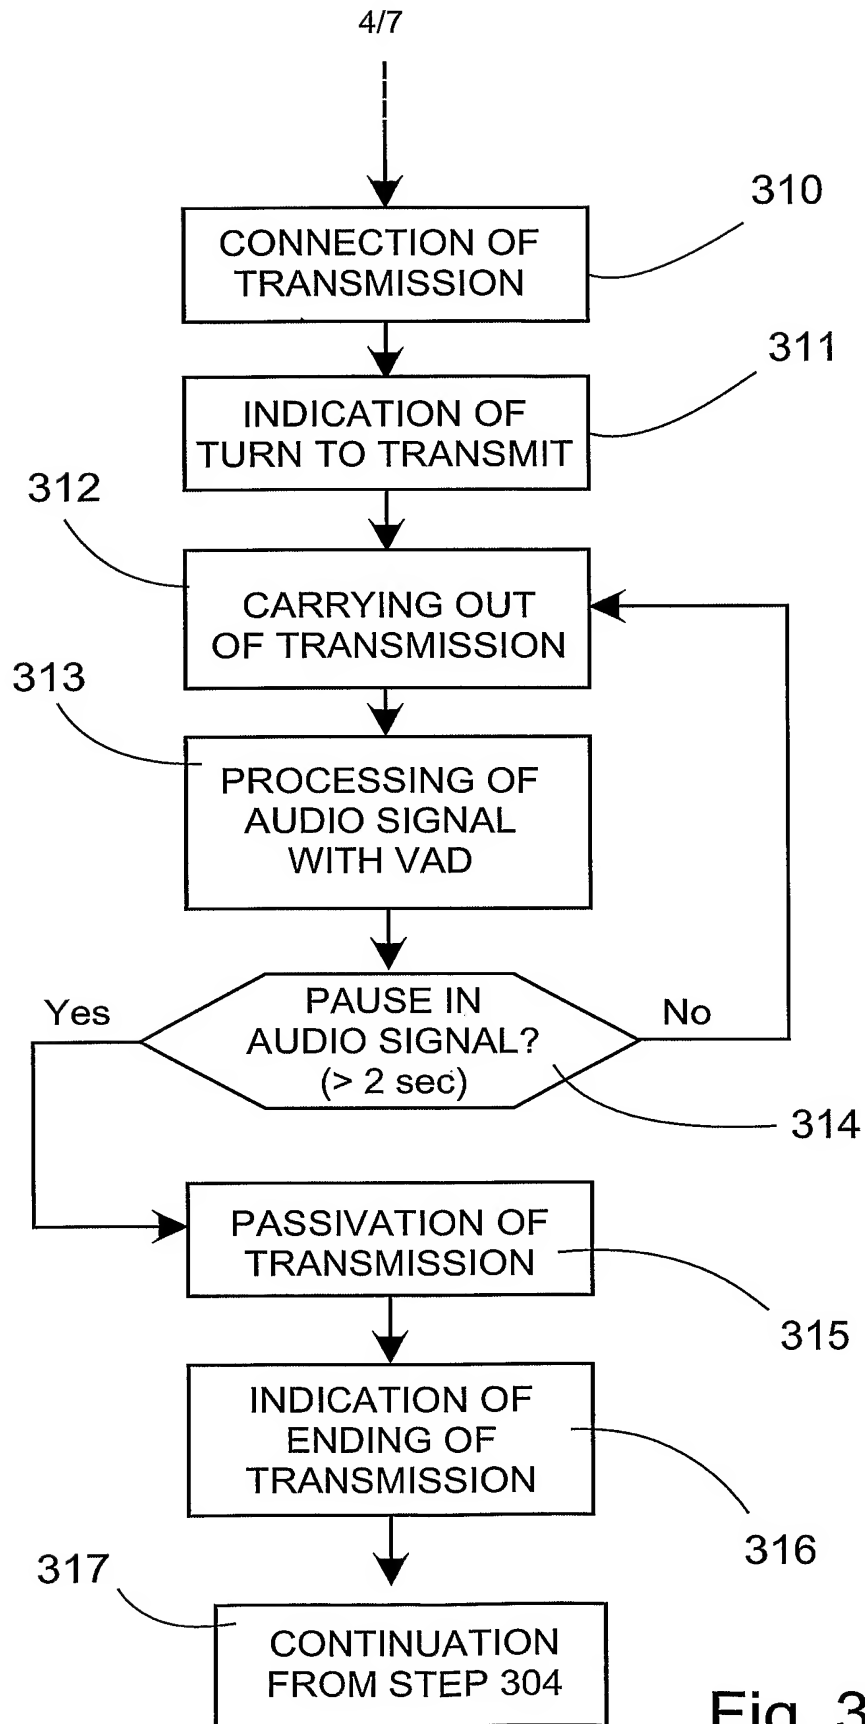 4/7
310
CONNECTION OF
TRANSMISSION
311
INDICATION OF
TURN TO TRANSMIT
312
CARRYING OUT
OF TRANSMISSION
313
PROCESSING OF
AUDIO SIGNAL
WITH VAD
Yes
PAUSE IN
AUDIO SIGNAL?
(> 2 sec)
No
314
PASSIVATION OF
TRANSMISSION
315
INDICATION OF
ENDING OF
TRANSMISSION
316
317
CONTINUATION
FROM STEP 304
Fig. 3